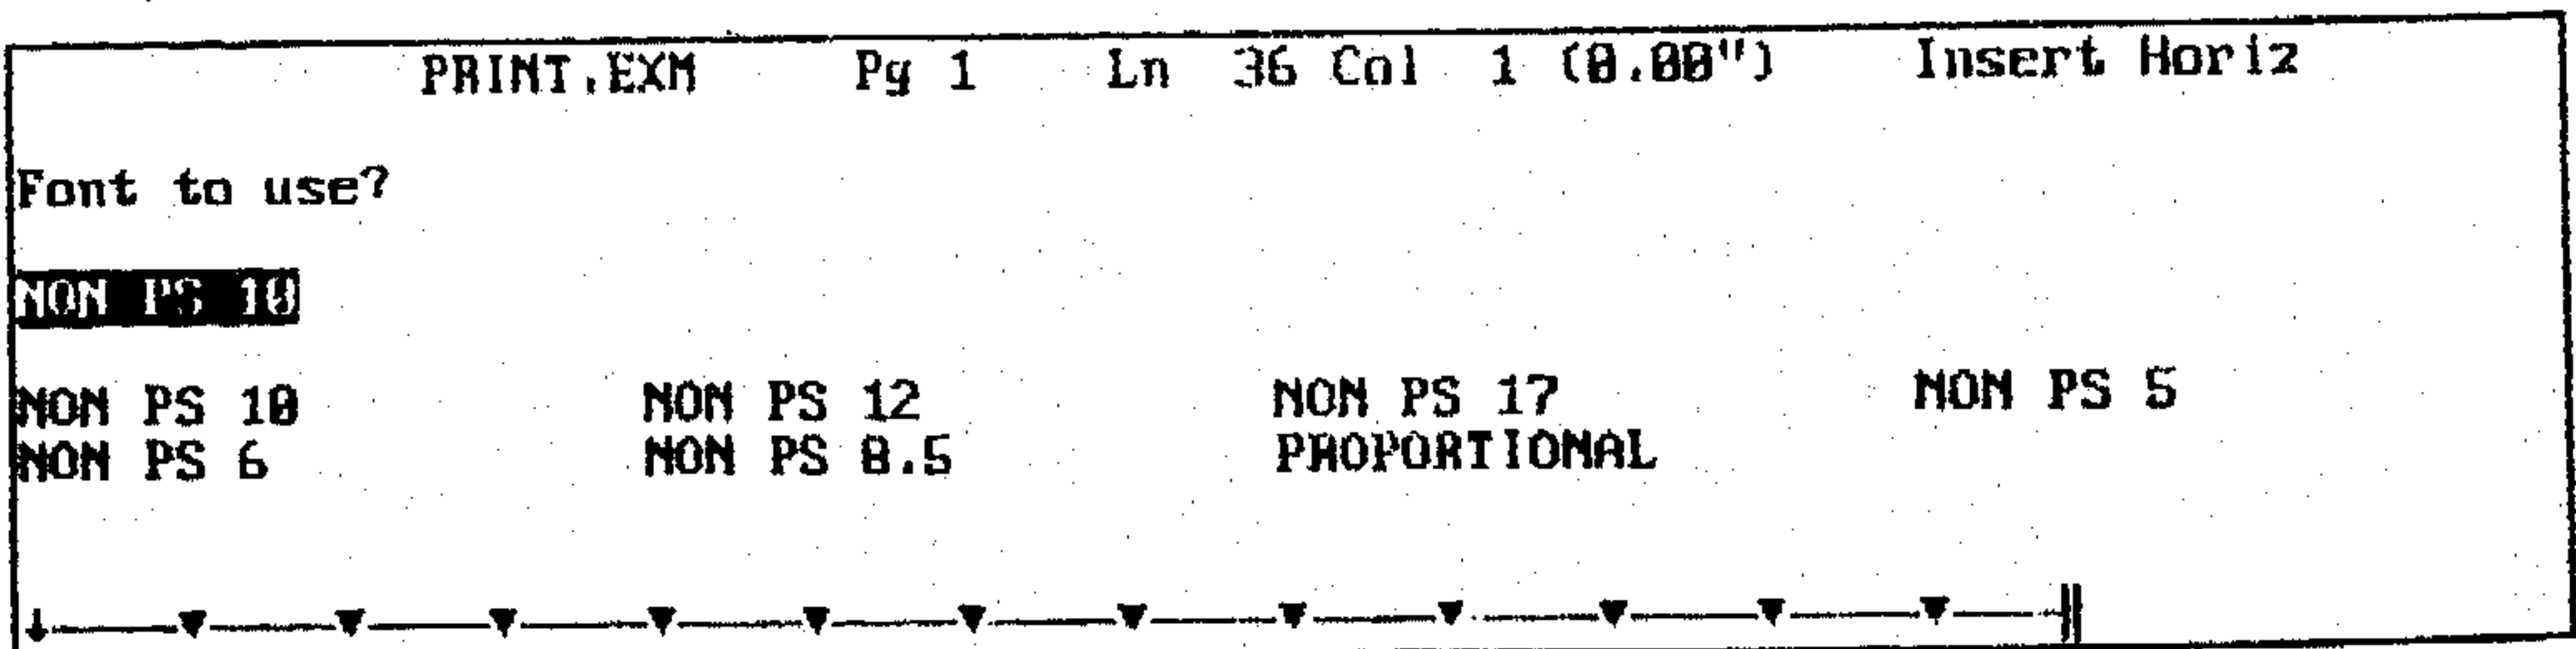 PRINT.EXM Pg 1 Ln 36 Col 1 (0.00") Insert Horiz
Font to use?
NON PS 10
NON PS 10 NON PS 12 NON PS 17 NON PS 5
NON PS 6 NON PS 8.5 PROPORTIONAL